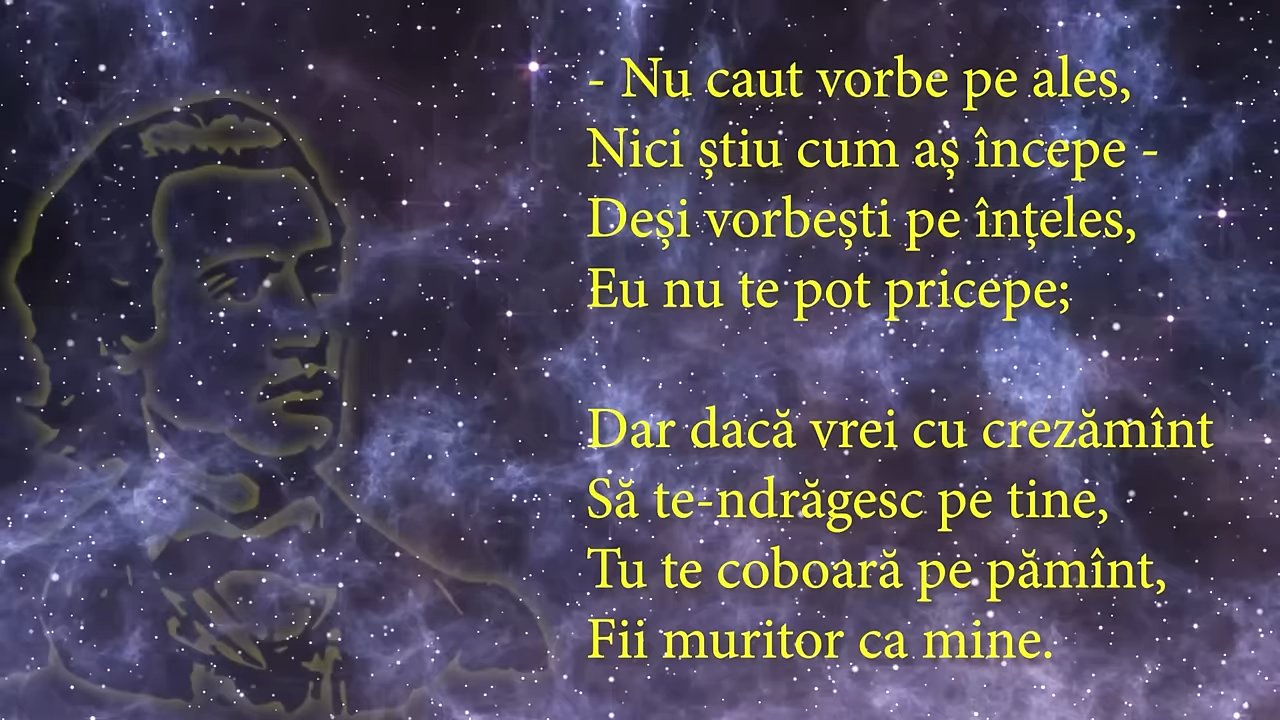 - Nu caut vorbe pe ales,
Nici știu cum aș începe -
Deși vorbești pe înțeles,
Eu nu te pot pricepe;
Dar dacă vrei cu crezămînt
Să te-ndrăgesc pe tine,
Tu te coboară pe pămînt,
Fii muritor ca mine.